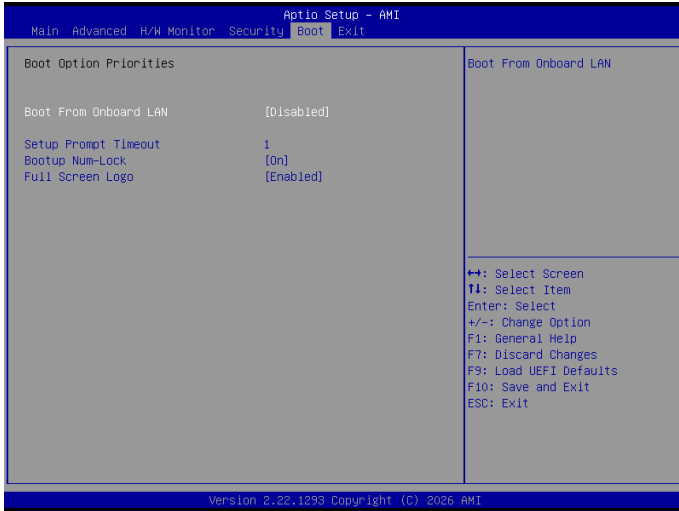 Aptio Setup - AMI
Main Advanced H/W Monitor Security Boot Exit
Boot Option Priorities
Boot From Onboard LAN [Disabled]
Setup Prompt Timeout 1
Bootup Num-Lock [On]
Full Screen Logo [Enabled]
Boot From Onboard LAN
↔: Select Screen
↑↓: Select Item
Enter: Select
+/-: Change Option
F1: General Help
F7: Discard Changes
F9: Load UEFI Defaults
F10: Save and Exit
ESC: Exit
Version 2.22.1293 Copyright (C) 2026 AMI